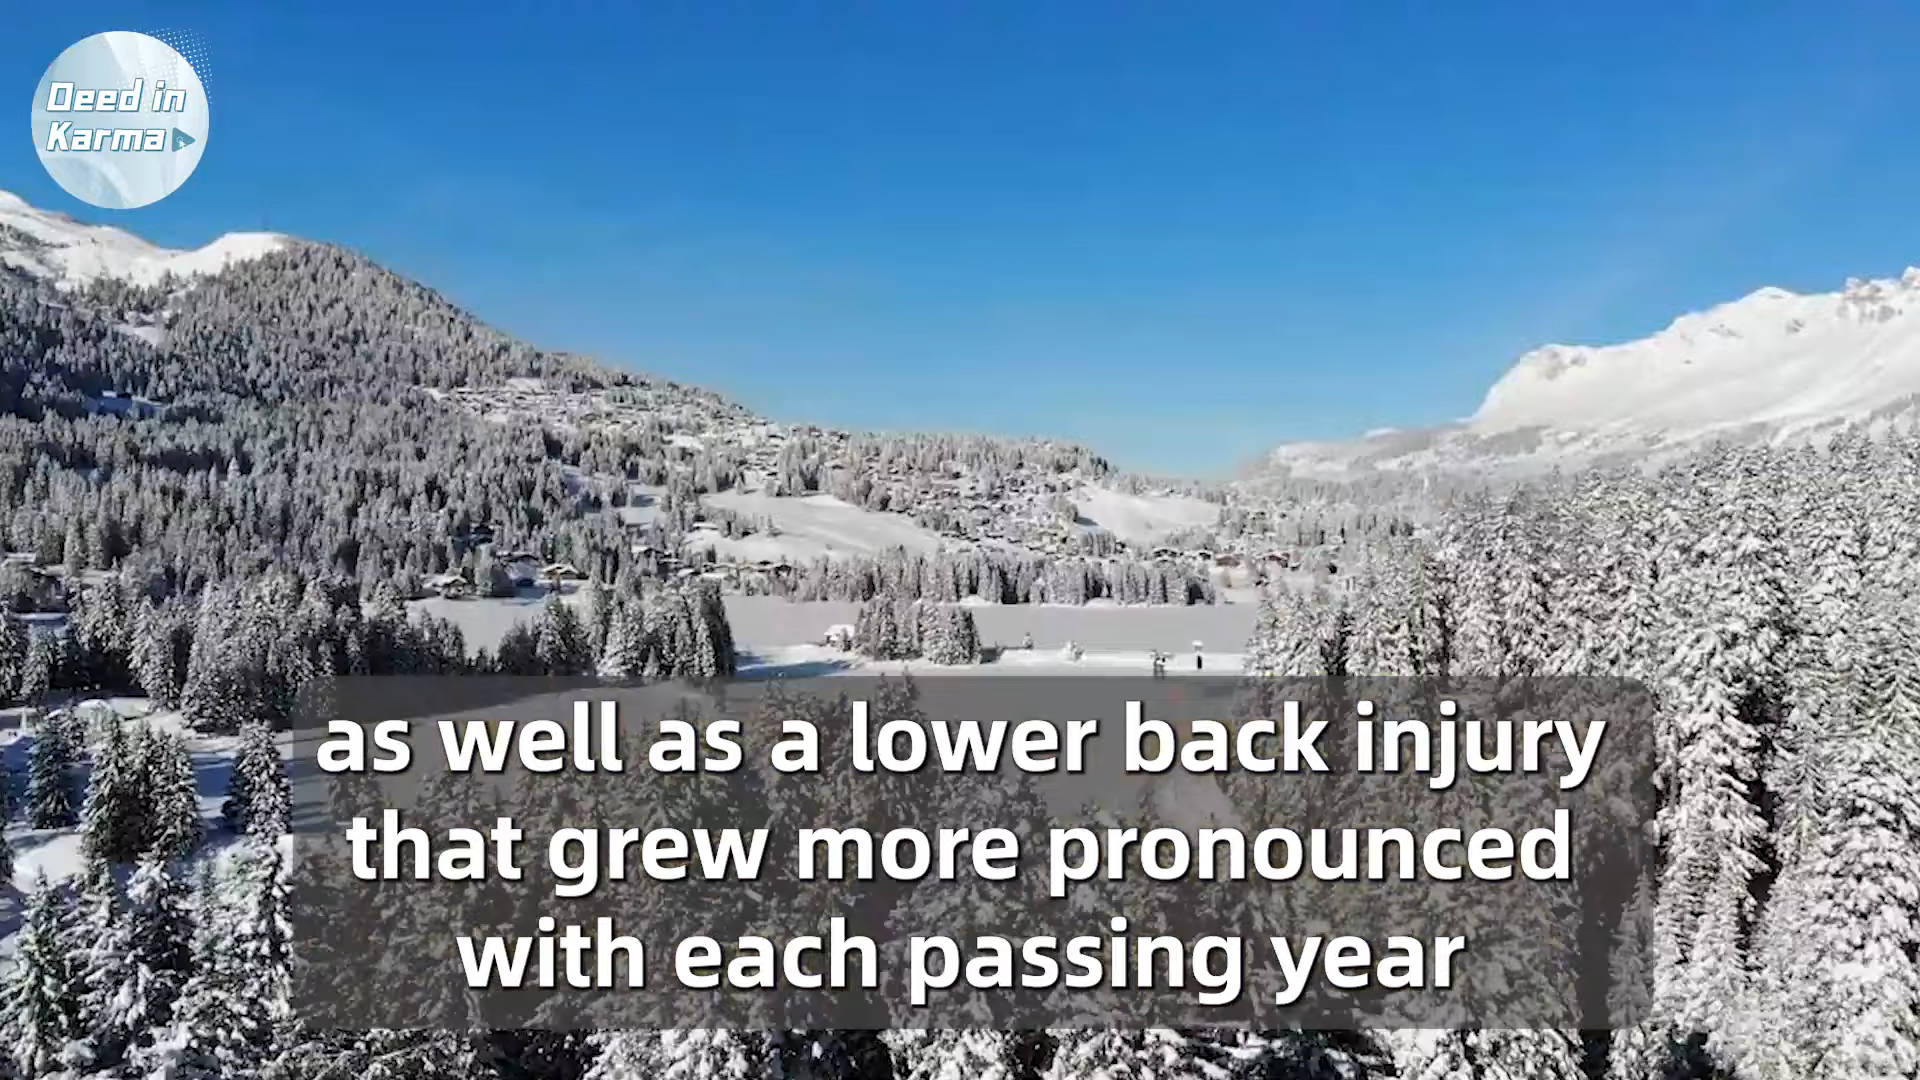 Deed in
Karma
as well as a lower back injury
that grew more pronounced
with each passing year